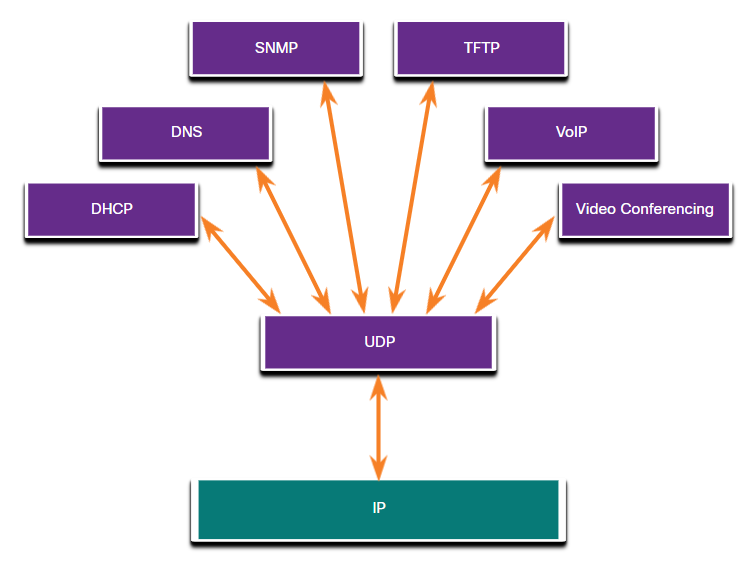 SNMP
TFTP
DNS
VoIP
DHCP
Video Conferencing
UDP
IP